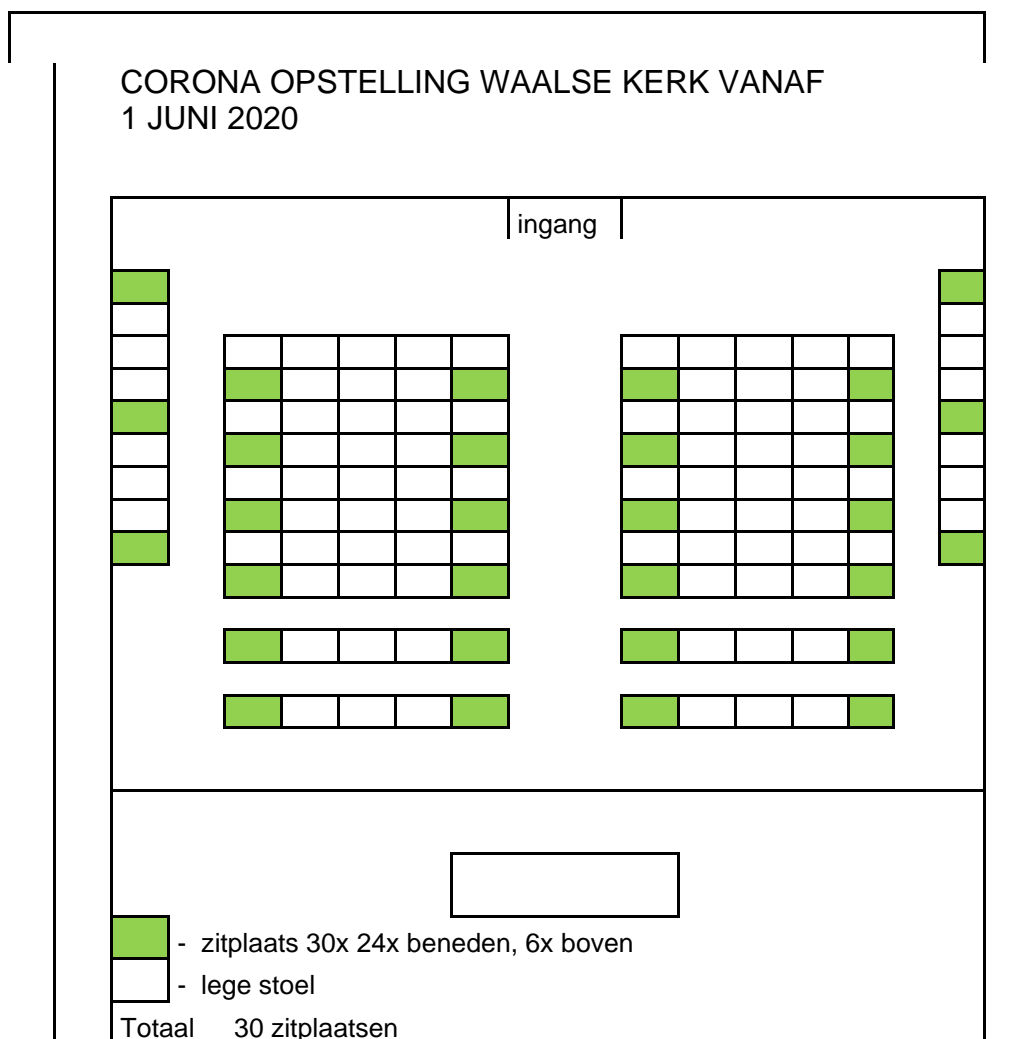 CORONA OPSTELLING WAALSE KERK VANAF
1 JUNI 2020
ingang
- zitplaats 30x 24x beneden, 6x boven
- lege stoel
Totaal 30 zitplaatsen